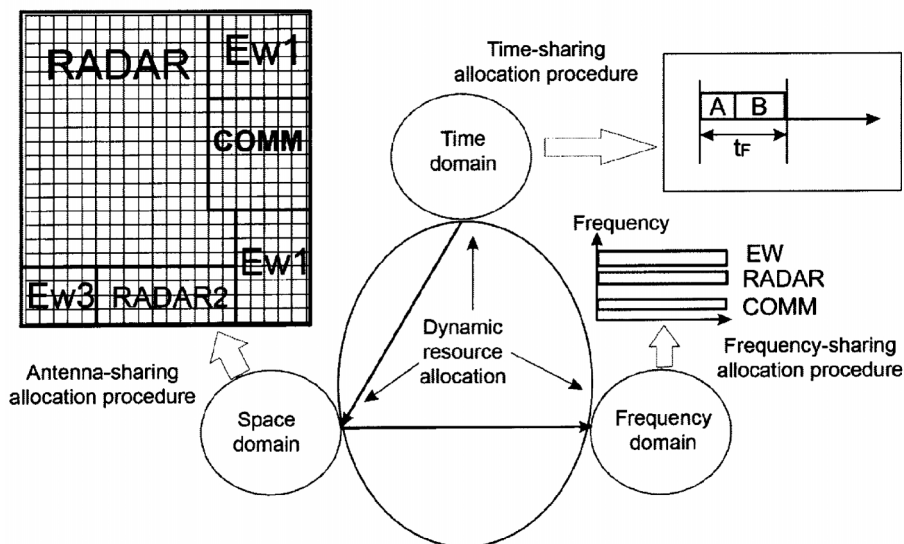 RADAR
Ew1
COMM
Ew1
Ew3
RADAR2
Antenna-sharing
allocation procedure
Space
domain
Time-sharing
allocation procedure
Time
domain
A B
tF
Dynamic
resource
allocation
Frequency
EW
RADAR
COMM
Frequency-sharing
allocation procedure
Frequency
domain